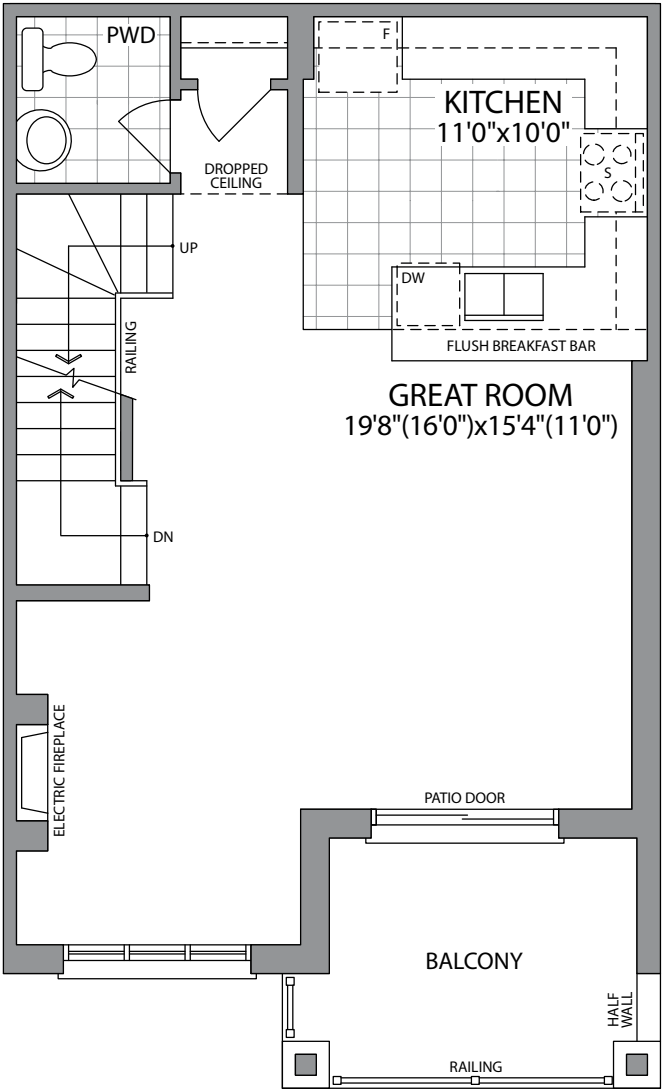 PWD
F
KITCHEN
11'0"x10'0"
S
DROPPED
CEILING
UP
DW
RAILING
FLUSH BREAKFAST BAR
GREAT ROOM
19'8"(16'0")x15'4"(11'0")
DN
ELECTRIC FIREPLACE
PATIO DOOR
BALCONY
HALF
WALL
RAILING